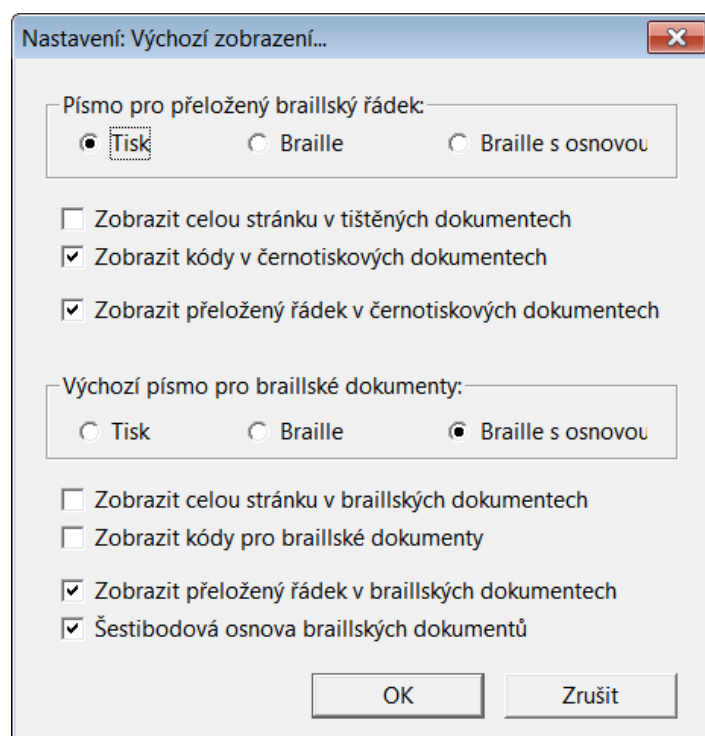 Nastavení: Výchozí zobrazení...
Písmo pro přeložený braillský řádek:
Tisk Braille Braille s osnovou
Zobrazit celou stránku v tištěných dokumentech
Zobrazit kódy v černotiskových dokumentech
Zobrazit přeložený řádek v černotiskových dokumentech
Výchozí písmo pro braillské dokumenty:
Tisk Braille Braille s osnovou
Zobrazit celou stránku v braillských dokumentech
Zobrazit kódy pro braillské dokumenty
Zobrazit přeložený řádek v braillských dokumentech
Šestibodová osnova braillských dokumentů
OK Zrušit